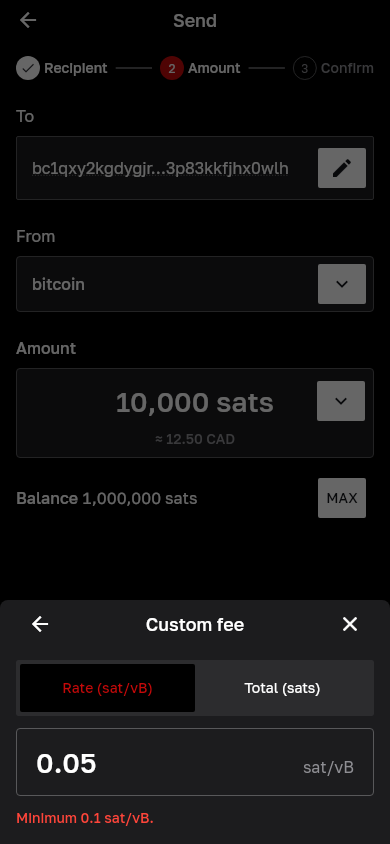 Send
Recipient 2 Amount 3 Confirm
To
bc1qxy2kgdygjr...3p83kkfjhx0wlh
From
bitcoin
Amount
10,000 sats
≈ 12.50 CAD
Balance 1,000,000 sats MAX
Custom fee
Rate (sat/vB) Total (sats)
0.05 sat/vB
Minimum 0.1 sat/vB.